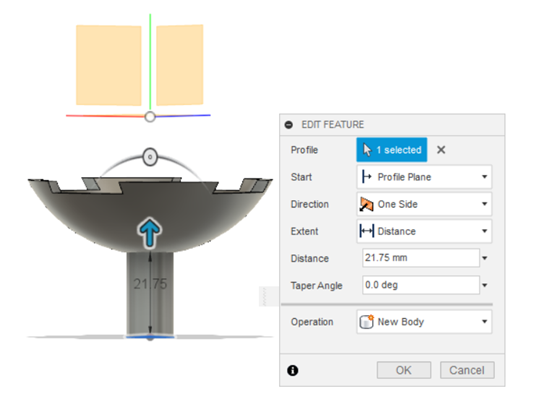 EDIT FEATURE
Profile 1 selected
Start Profile Plane
Direction One Side
Extent Distance
Distance 21.75 mm
Taper Angle 0.0 deg
Operation New Body
OK Cancel
21.75